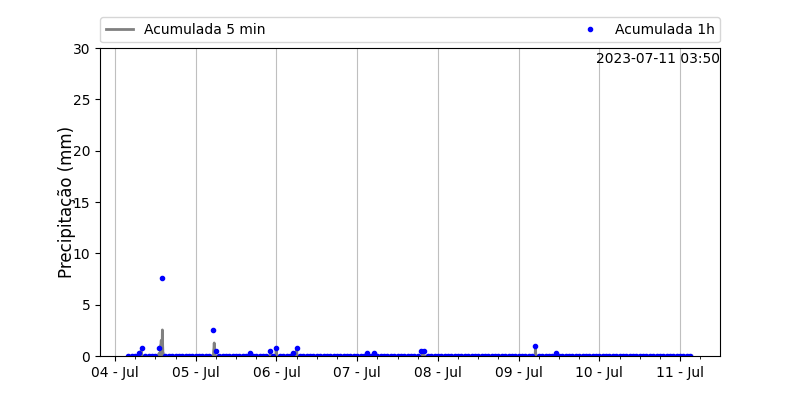 Acumulada 5 min
Acumulada 1h
2023-07-11 03:50
Precipitação (mm)
30
25
20
15
10
5
0
04 - Jul
05 - Jul
06 - Jul
07 - Jul
08 - Jul
09 - Jul
10 - Jul
11 - Jul